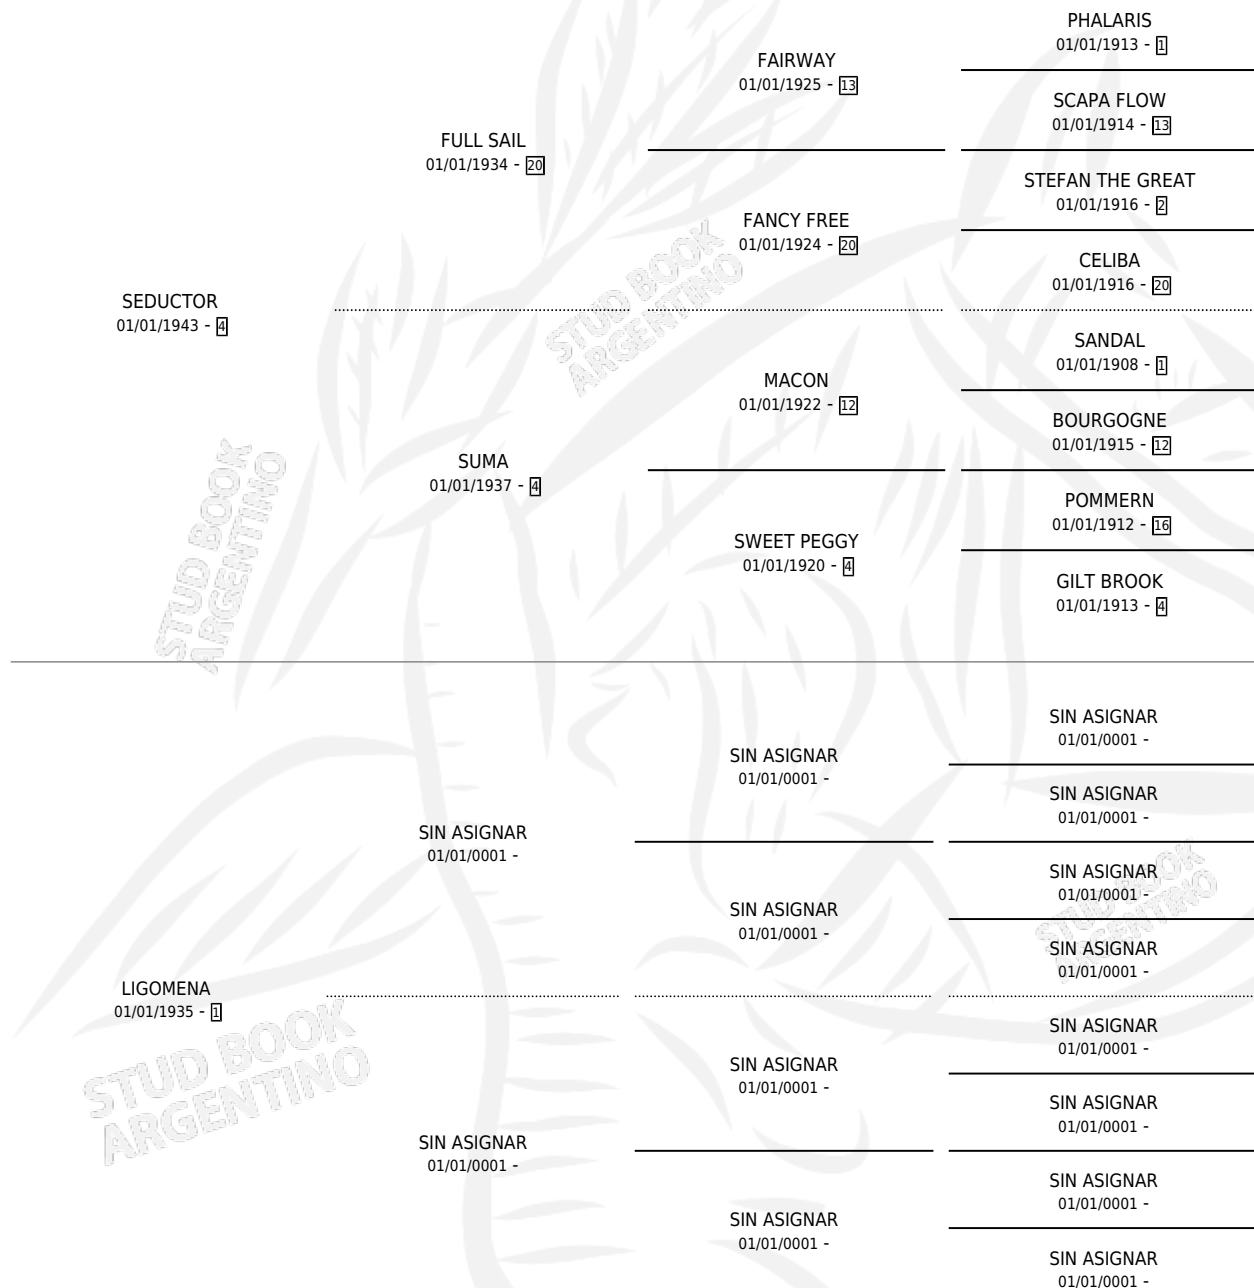 PHALARIS
01/01/1913 - 1
FAIRWAY
01/01/1925 - 13
SCAPA FLOW
01/01/1914 - 13
FULL SAIL
01/01/1934 - 20
STEFAN THE GREAT
01/01/1916 - 2
FANCY FREE
01/01/1924 - 20
CELIBA
01/01/1916 - 20
SEDUCTOR
01/01/1943 - 4
STUD BOOK
ARGENTINO
SANDAL
01/01/1908 - 1
MACON
01/01/1922 - 12
BOURGOGNE
01/01/1915 - 12
SUMA
01/01/1937 - 4
POMMERN
01/01/1912 - 16
SWEET PEGGY
01/01/1920 - 4
GILT BROOK
01/01/1913 - 4
STUD BOOK
ARGENTINO
SIN ASIGNAR
01/01/0001 -
SIN ASIGNAR
01/01/0001 -
SIN ASIGNAR
01/01/0001 -
SIN ASIGNAR
01/01/0001 -
SIN ASIGNAR
01/01/0001 -
SIN ASIGNAR
01/01/0001 -
SIN ASIGNAR
01/01/0001 -
STUD BOOK
ARGENTINO
LIGOMENA
01/01/1935 - 1
STUD BOOK
ARGENTINO
SIN ASIGNAR
01/01/0001 -
SIN ASIGNAR
01/01/0001 -
SIN ASIGNAR
01/01/0001 -
SIN ASIGNAR
01/01/0001 -
SIN ASIGNAR
01/01/0001 -
SIN ASIGNAR
01/01/0001 -
SIN ASIGNAR
01/01/0001 -